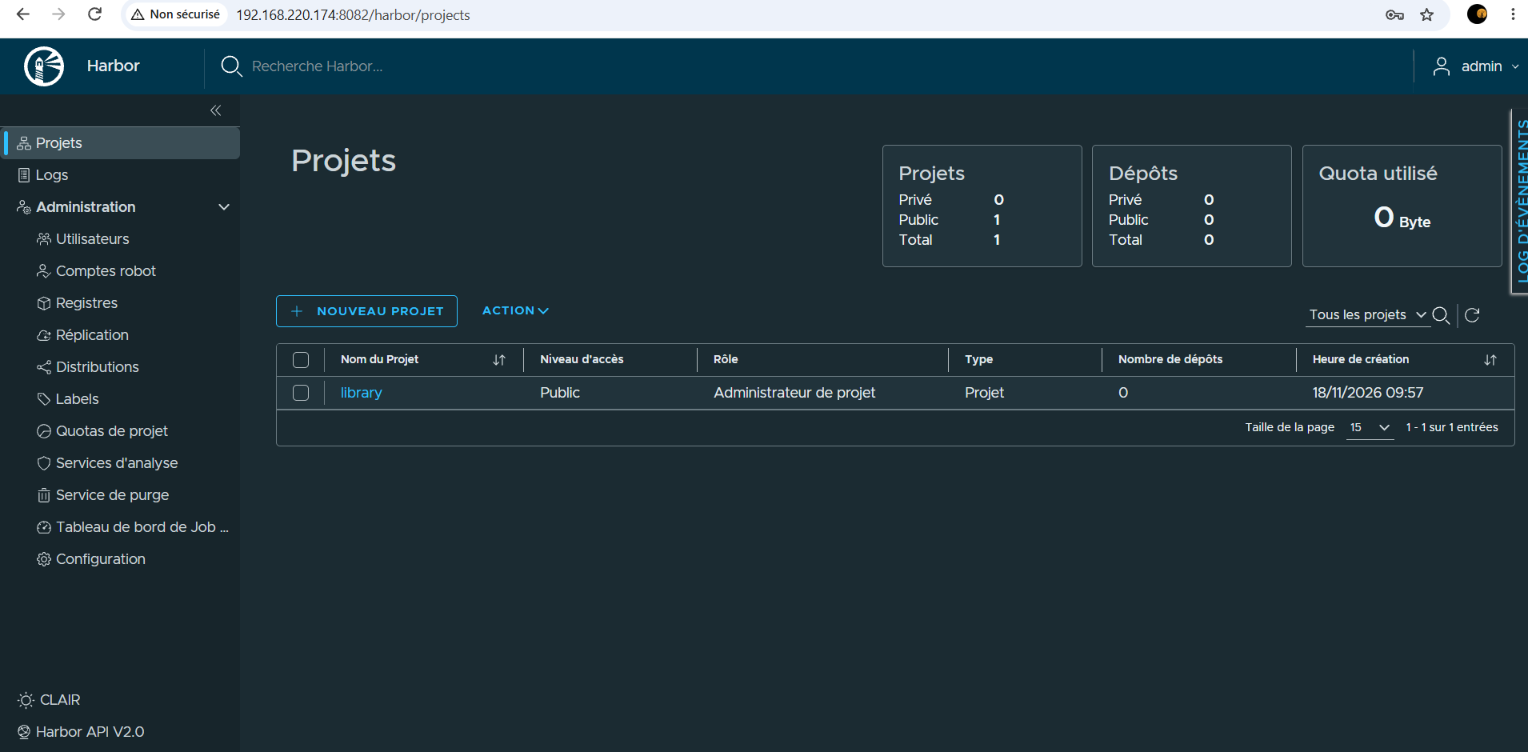 Non sécurisé 192.168.220.174:8082/harbor/projects
Harbor Recherche Harbor... admin
Projets
Logs
Administration
Utilisateurs
Comptes robot
Registres
Réplication
Distributions
Labels
Quotas de projet
Services d'analyse
Service de purge
Tableau de bord de Job ...
Configuration
CLAIR
Harbor API V2.0
Projets
Projets
Privé 0
Public 1
Total 1
Dépôts
Privé 0
Public 0
Total 0
Quota utilisé
0 Byte
LOG D'ÉVÈNEMENTS
NOUVEAU PROJET ACTION Tous les projets
Nom du Projet Niveau d'accès Rôle Type Nombre de dépôts Heure de création
library Public Administrateur de projet Projet 0 18/11/2026 09:57
Taille de la page 15 1 - 1 sur 1 entrées